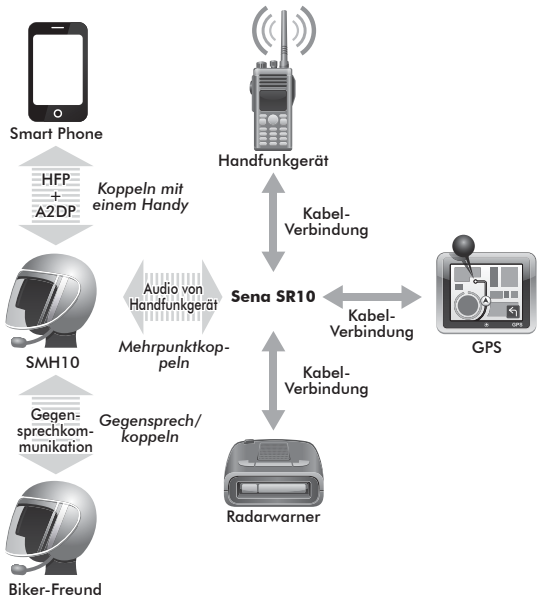 Smart Phone
HFP
+
A2DP
Koppeln mit
einem Handy
Handfunkgerät
Kabel-
Verbindung
SMH10
Audio von
Handfunkgerät
Mehrpunktkop-
peln
Sena SR10
Kabel-
Verbindung
GPS
GPS
Kabel-
Verbindung
Gegen-
sprechkom-
munikation
Gegensprech/
koppeln
Radarwarner
Biker-Freund